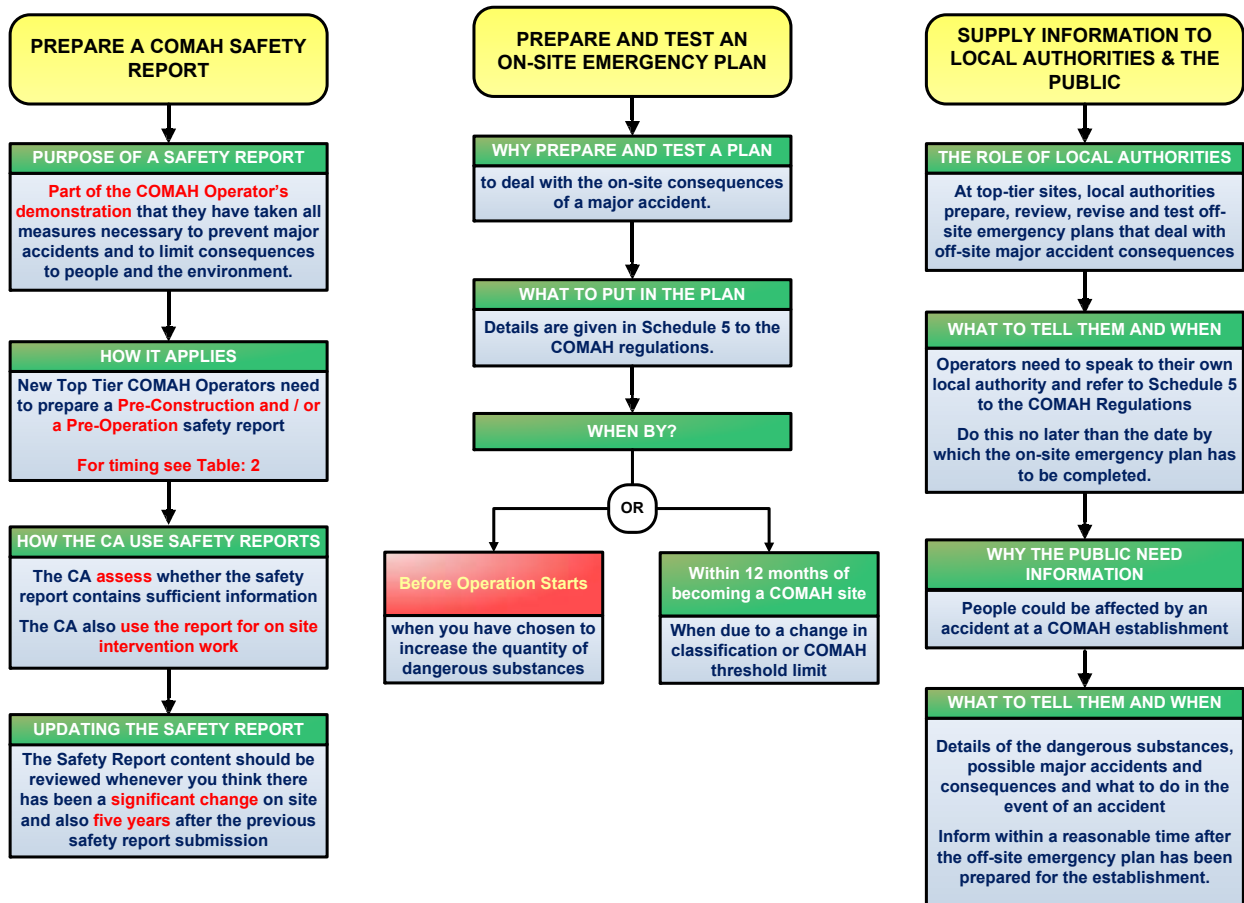 PREPARE A COMAH SAFETY
REPORT
PURPOSE OF A SAFETY REPORT
Part of the COMAH Operator's
demonstration that they have taken all
measures necessary to prevent major
accidents and to limit consequences
to people and the environment.
HOW IT APPLIES
New Top Tier COMAH Operators need
to prepare a Pre-Construction and / or
a Pre-Operation safety report
For timing see Table: 2
HOW THE CA USE SAFETY REPORTS
The CA assess whether the safety
report contains sufficient information
The CA also use the report for on site
intervention work
UPDATING THE SAFETY REPORT
The Safety Report content should be
reviewed whenever you think there
has been a significant change on site
and also five years after the previous
safety report submission
PREPARE AND TEST AN
ON-SITE EMERGENCY PLAN
WHY PREPARE AND TEST A PLAN
to deal with the on-site consequences
of a major accident.
WHAT TO PUT IN THE PLAN
Details are given in Schedule 5 to the
COMAH regulations.
WHEN BY?
OR
Before Operation Starts
when you have chosen to
increase the quantity of
dangerous substances
Within 12 months of
becoming a COMAH site
When due to a change in
classification or COMAH
threshold limit
SUPPLY INFORMATION TO
LOCAL AUTHORITIES & THE
PUBLIC
THE ROLE OF LOCAL AUTHORITIES
At top-tier sites, local authorities
prepare, review, revise and test off-
site emergency plans that deal with
off-site major accident consequences
WHAT TO TELL THEM AND WHEN
Operators need to speak to their own
local authority and refer to Schedule 5
to the COMAH Regulations
Do this no later than the date by
which the on-site emergency plan has
to be completed.
WHY THE PUBLIC NEED
INFORMATION
People could be affected by an
accident at a COMAH establishment
WHAT TO TELL THEM AND WHEN
Details of the dangerous substances,
possible major accidents and
consequences and what to do in the
event of an accident
Inform within a reasonable time after
the off-site emergency plan has been
prepared for the establishment.